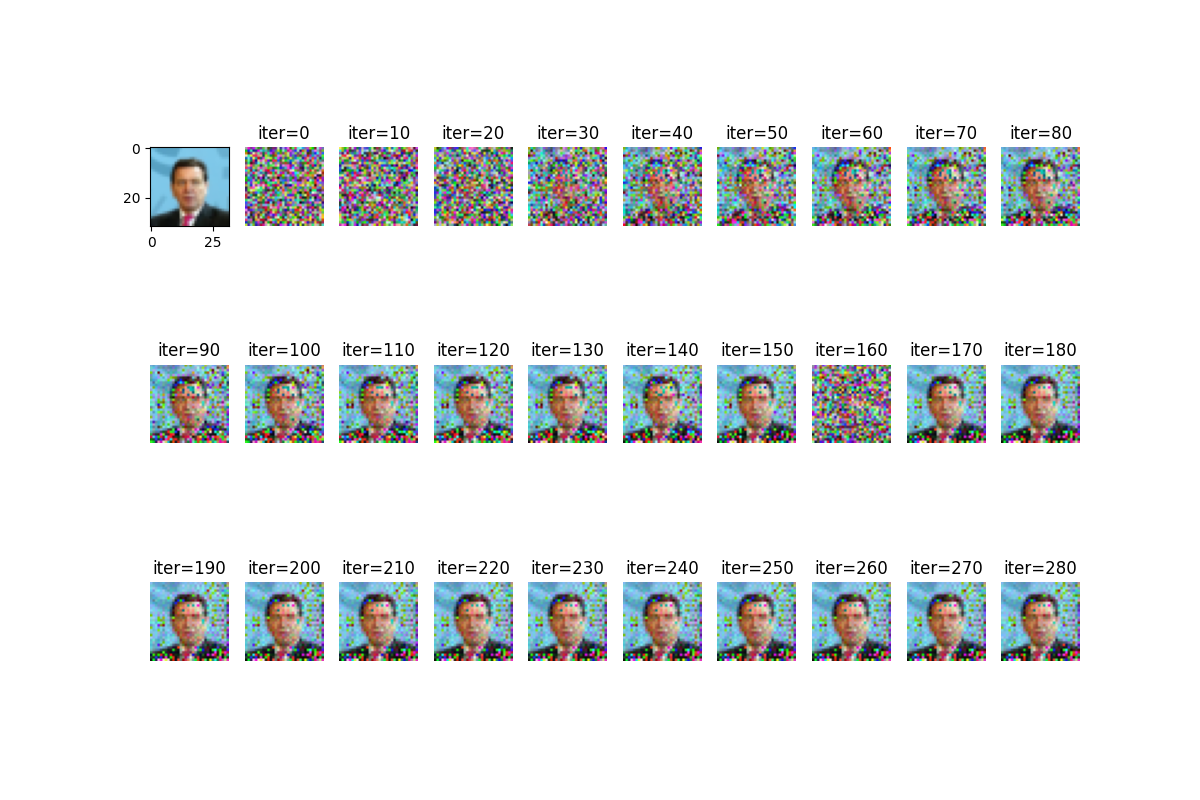 iter=0 iter=10 iter=20 iter=30 iter=40 iter=50 iter=60 iter=70 iter=80
0
20
0 25
iter=90 iter=100 iter=110 iter=120 iter=130 iter=140 iter=150 iter=160 iter=170 iter=180
iter=190 iter=200 iter=210 iter=220 iter=230 iter=240 iter=250 iter=260 iter=270 iter=280